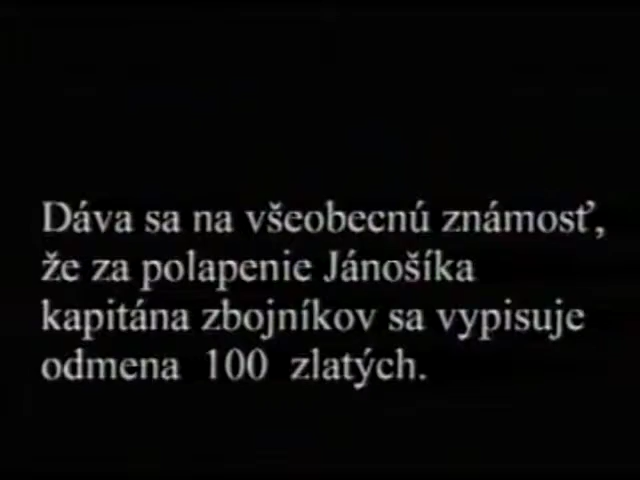 Dáva sa na všeobecnú známosť,
že za polapenie Jánošíka
kapitána zbojníkov sa vypisuje
odmena 100 zlatých.